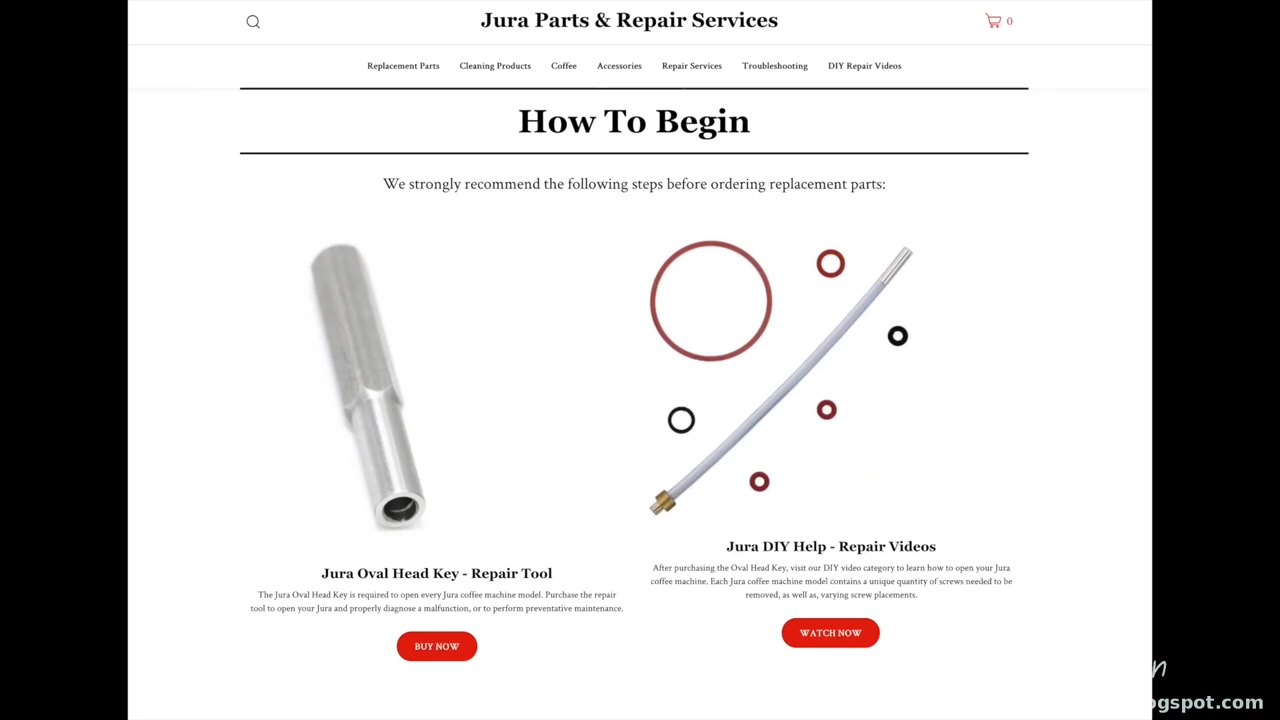 Jura Parts & Repair Services
0
Replacement Parts Cleaning Products Coffee Accessories Repair Services Troubleshooting DIY Repair Videos
How To Begin
We strongly recommend the following steps before ordering replacement parts:
Jura Oval Head Key - Repair Tool
The Jura Oval Head Key is required to open every Jura coffee machine model. Purchase the repair
tool to open your Jura and properly diagnose a malfunction, or to perform preventative maintenance.
BUY NOW
Jura DIY Help - Repair Videos
After purchasing the Oval Head Key, visit our DIY video category to learn how to open your Jura
coffee machine. Each Jura coffee machine model contains a unique quantity of screws needed to be
removed, as well as, varying screw placements.
WATCH NOW
n
ogspot.com